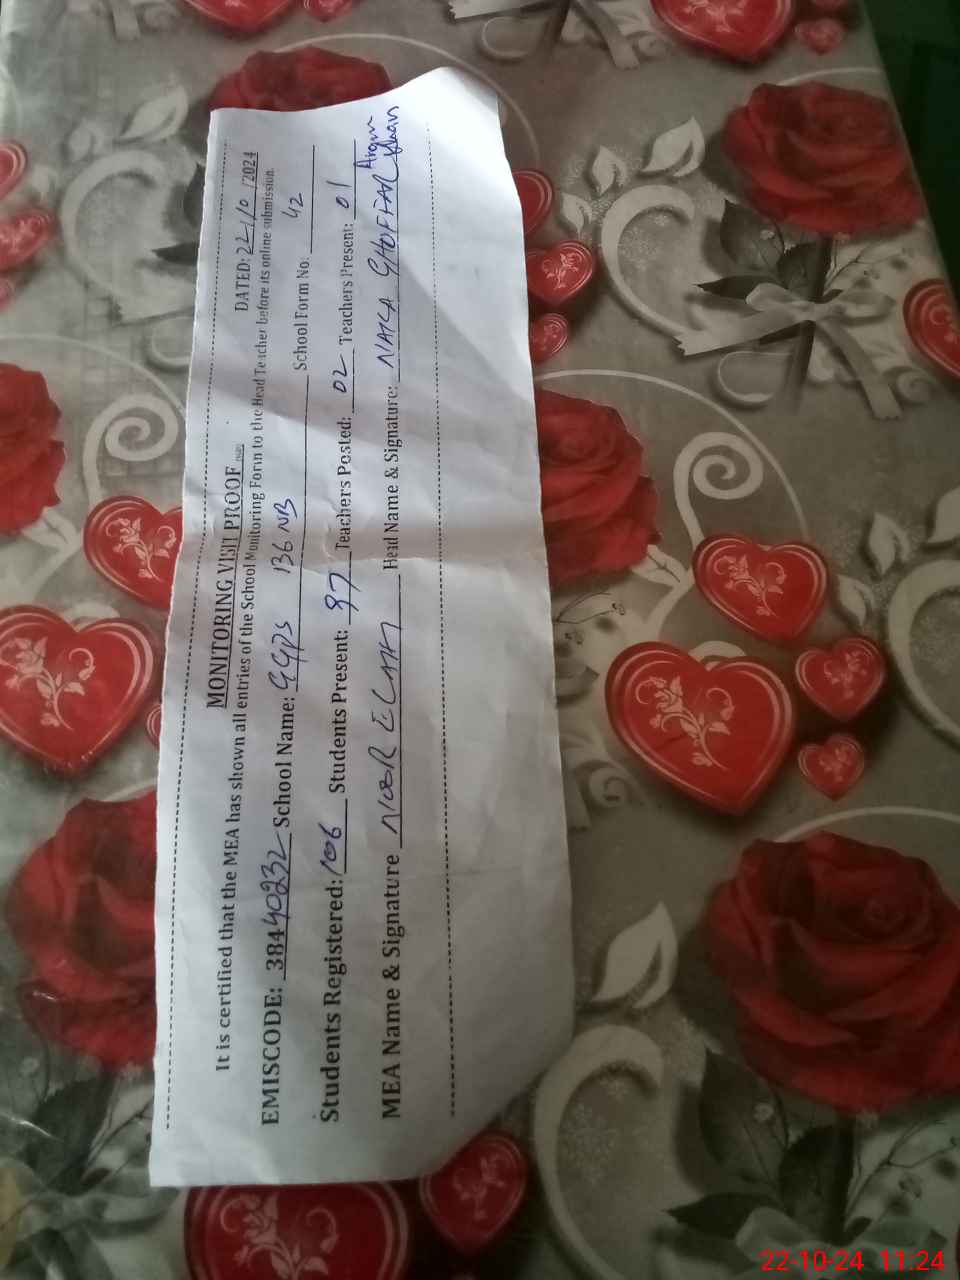 MONITORING VISIT PROOF
DATED: 22/10/2024
It is certified that the MEA has shown all entries of the School Monitoring Form to the Head Teacher before its online submission.
EMISCODE: 38440232 School Name: GGPS 136 NB School Form No. 42
Students Registered: 106 Students Present: 97 Teachers Posted: 02 Teachers Present: 01
MEA Name & Signature NOOR ELAHI Head Name & Signature: GHAFFAR
22-10-24 11:24